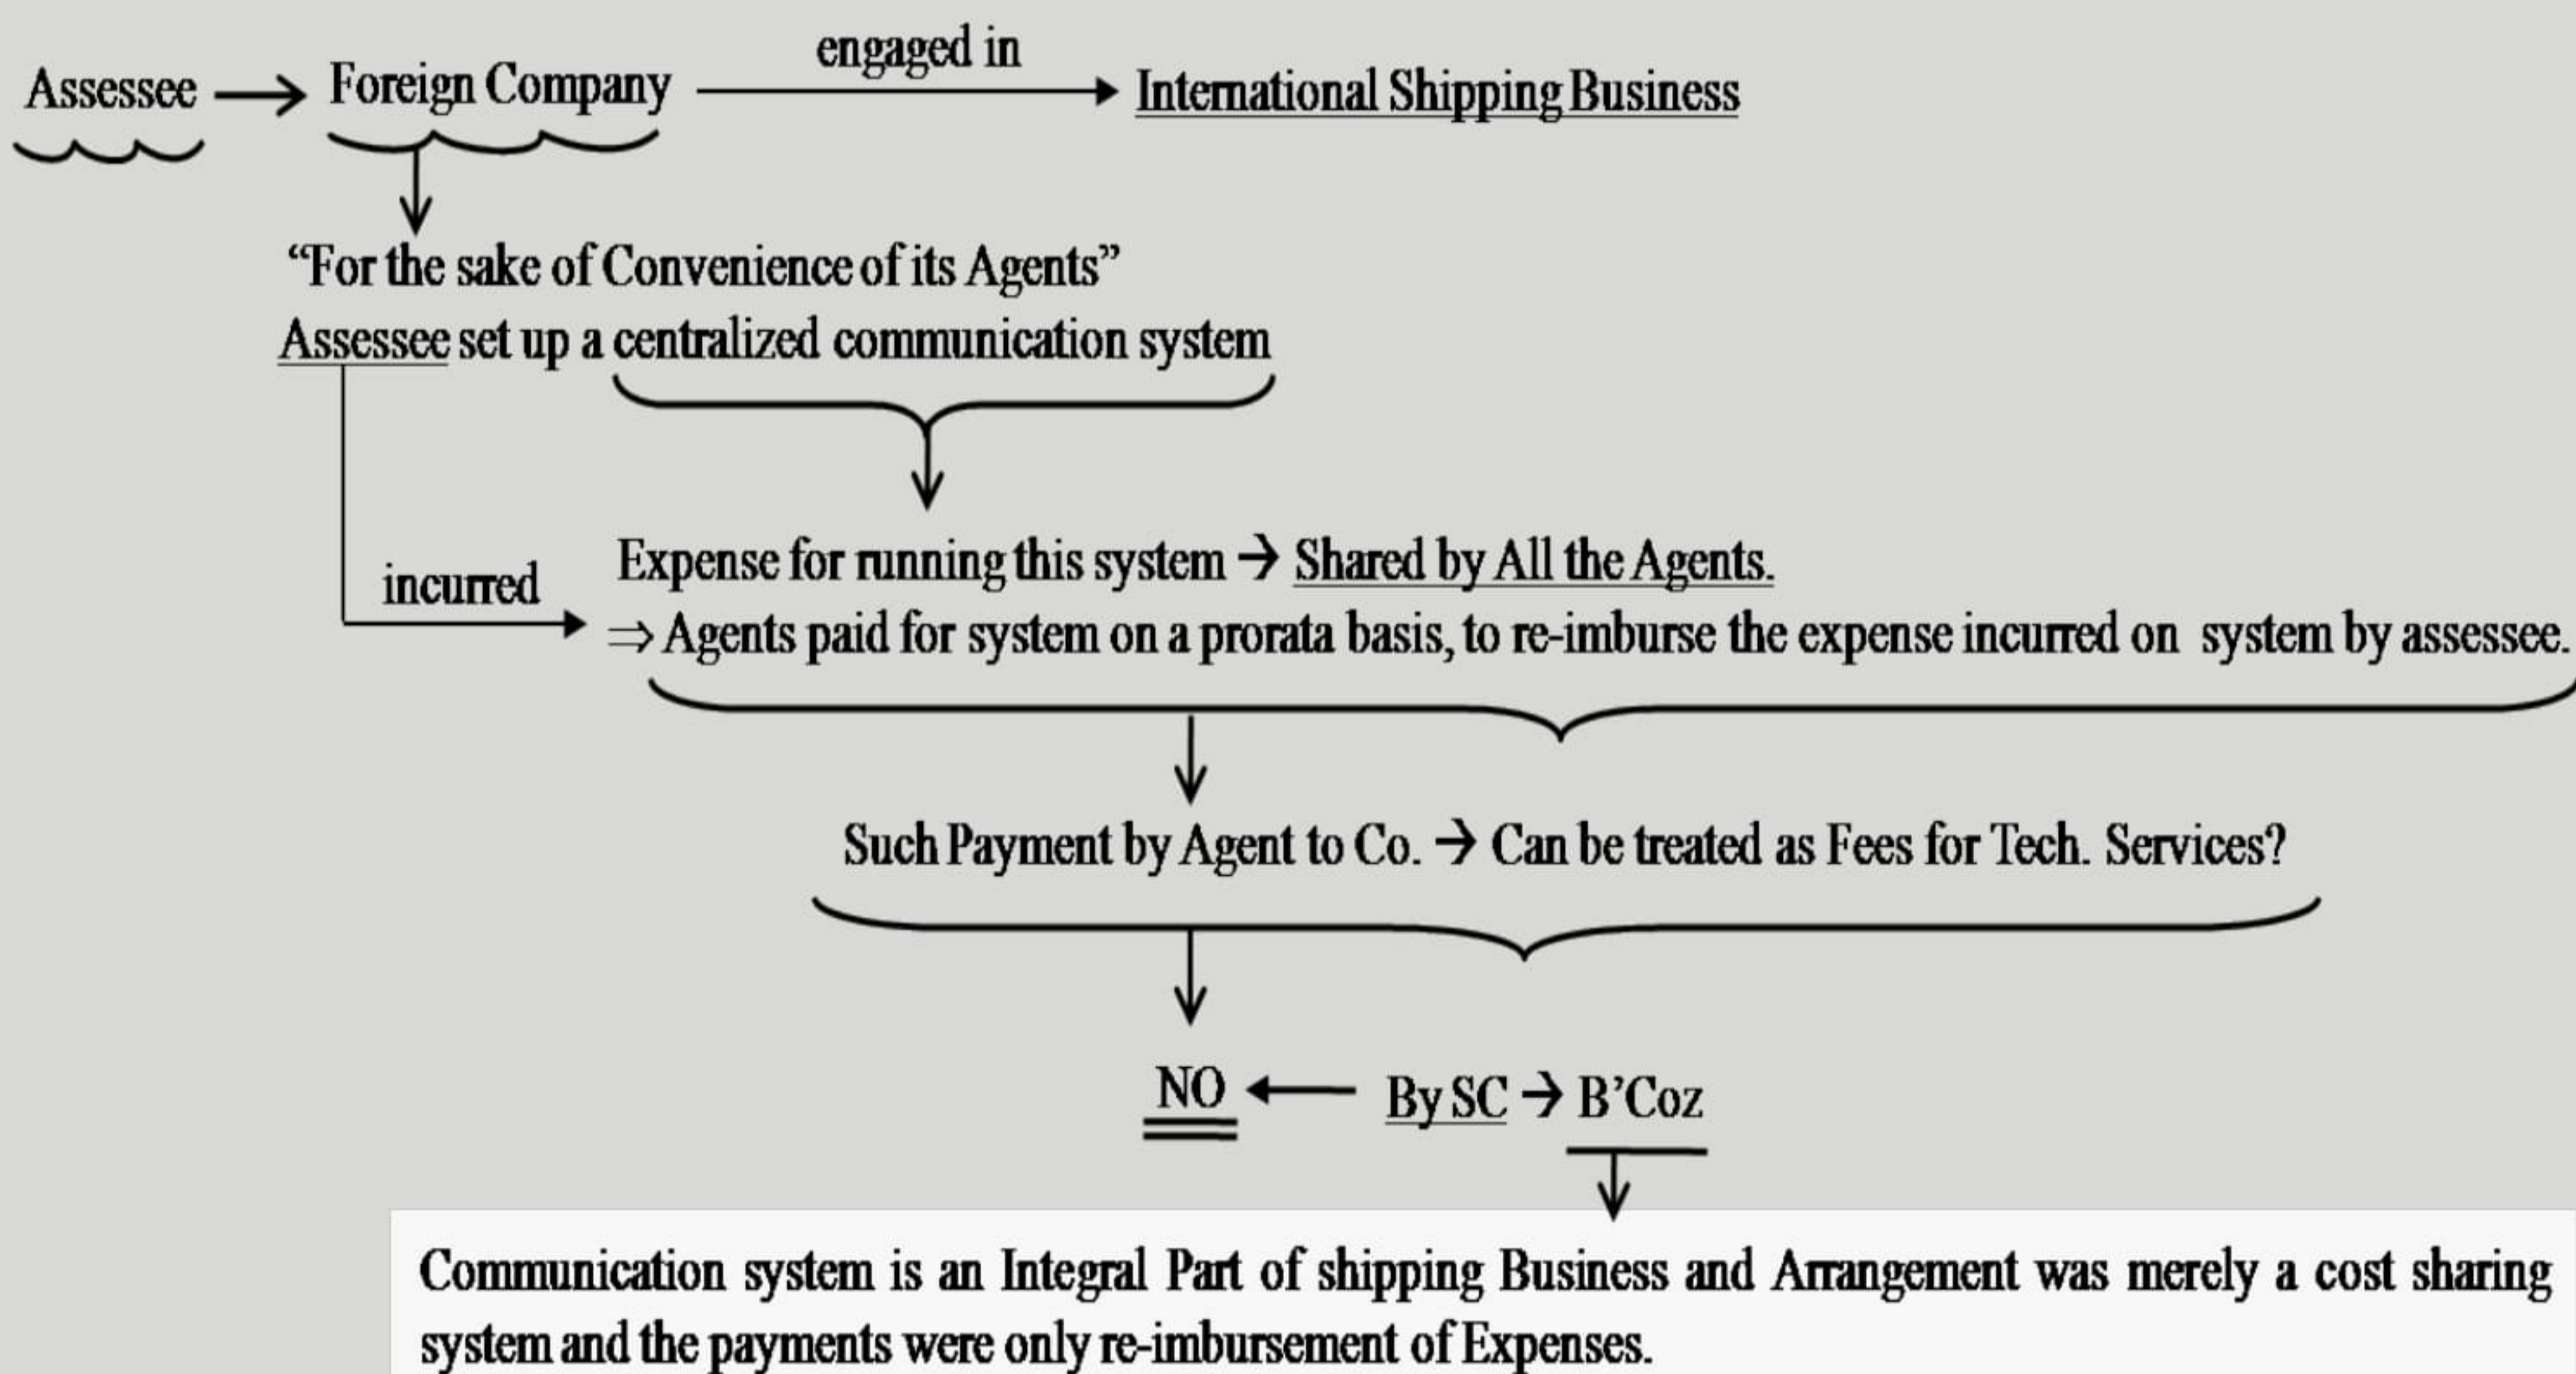 Assessee → Foreign Company engaged in International Shipping Business
“For the sake of Convenience of its Agents”
Assessee set up a centralized communication system
Expense for running this system → Shared by All the Agents.
incurred
⇒ Agents paid for system on a prorata basis, to re-imburse the expense incurred on system by assessee.
Such Payment by Agent to Co. → Can be treated as Fees for Tech. Services?
NO ← By SC → B’Coz
Communication system is an Integral Part of shipping Business and Arrangement was merely a cost sharing
system and the payments were only re-imbursement of Expenses.